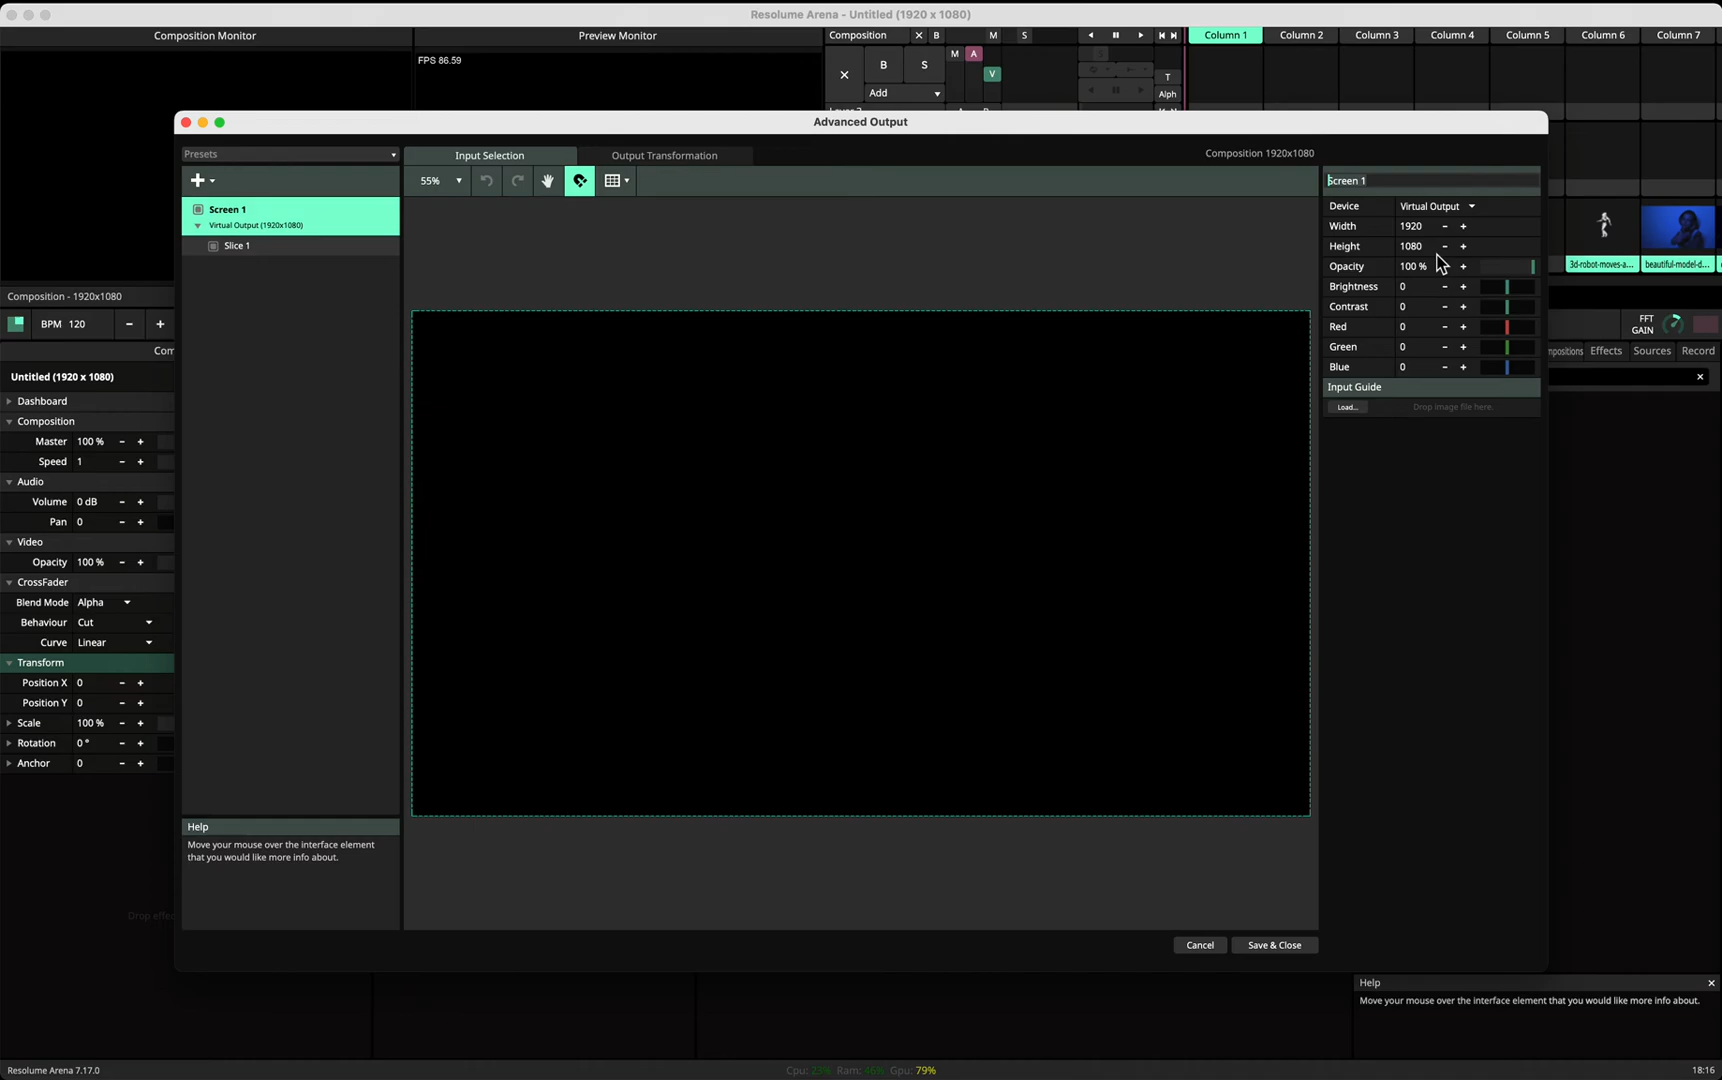 Resolume Arena - Untitled (1920 x 1080)
Composition Monitor
Preview Monitor
Composition
B
M
S
Column 1
Column 2
Column 3
Column 4
Column 5
Column 6
Column 7
FPS 86.59
B
S
M
A
V
S
T
Add
Alph
Advanced Output
Presets
Input Selection
Output Transformation
Composition 1920x1080
55%
Screen 1
Screen 1
Virtual Output (1920x1080)
Slice 1
Device Virtual Output
Width 1920 - +
Height 1080 - +
Opacity 100 % +
Brightness 0 - +
Contrast 0 - +
Red 0 - +
Green 0 - +
Blue 0 - +
Input Guide
Load... Drop image file here.
3d-robot-moves-a...
beautiful-model-d...
Composition - 1920x1080
BPM 120 - +
FFT
GAIN
Com
mpositions
Effects
Sources
Record
Untitled (1920 x 1080)
Dashboard
Composition
Master 100 % - +
Speed 1 - +
Audio
Volume 0 dB - +
Pan 0 - +
Video
Opacity 100 % - +
CrossFader
Blend Mode Alpha
Behaviour Cut
Curve Linear
Transform
Position X 0 - +
Position Y 0 - +
Scale 100 % - +
Rotation 0 ° - +
Anchor 0 - +
Drop effe
Help
Move your mouse over the interface element
that you would like more info about.
Cancel
Save & Close
Help
Move your mouse over the interface element that you would like more info about.
Resolume Arena 7.17.0
Cpu: 23% Ram: 46% Gpu: 79%
18:16